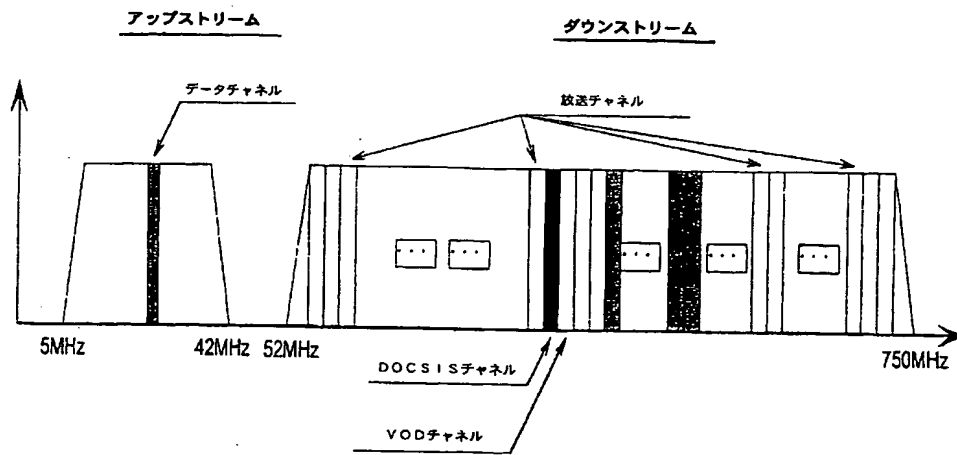 アップストリーム
ダウンストリーム
データチャネル
放送チャネル
5MHz
42MHz
52MHz
750MHz
DOCSISチャネル
VODチャネル